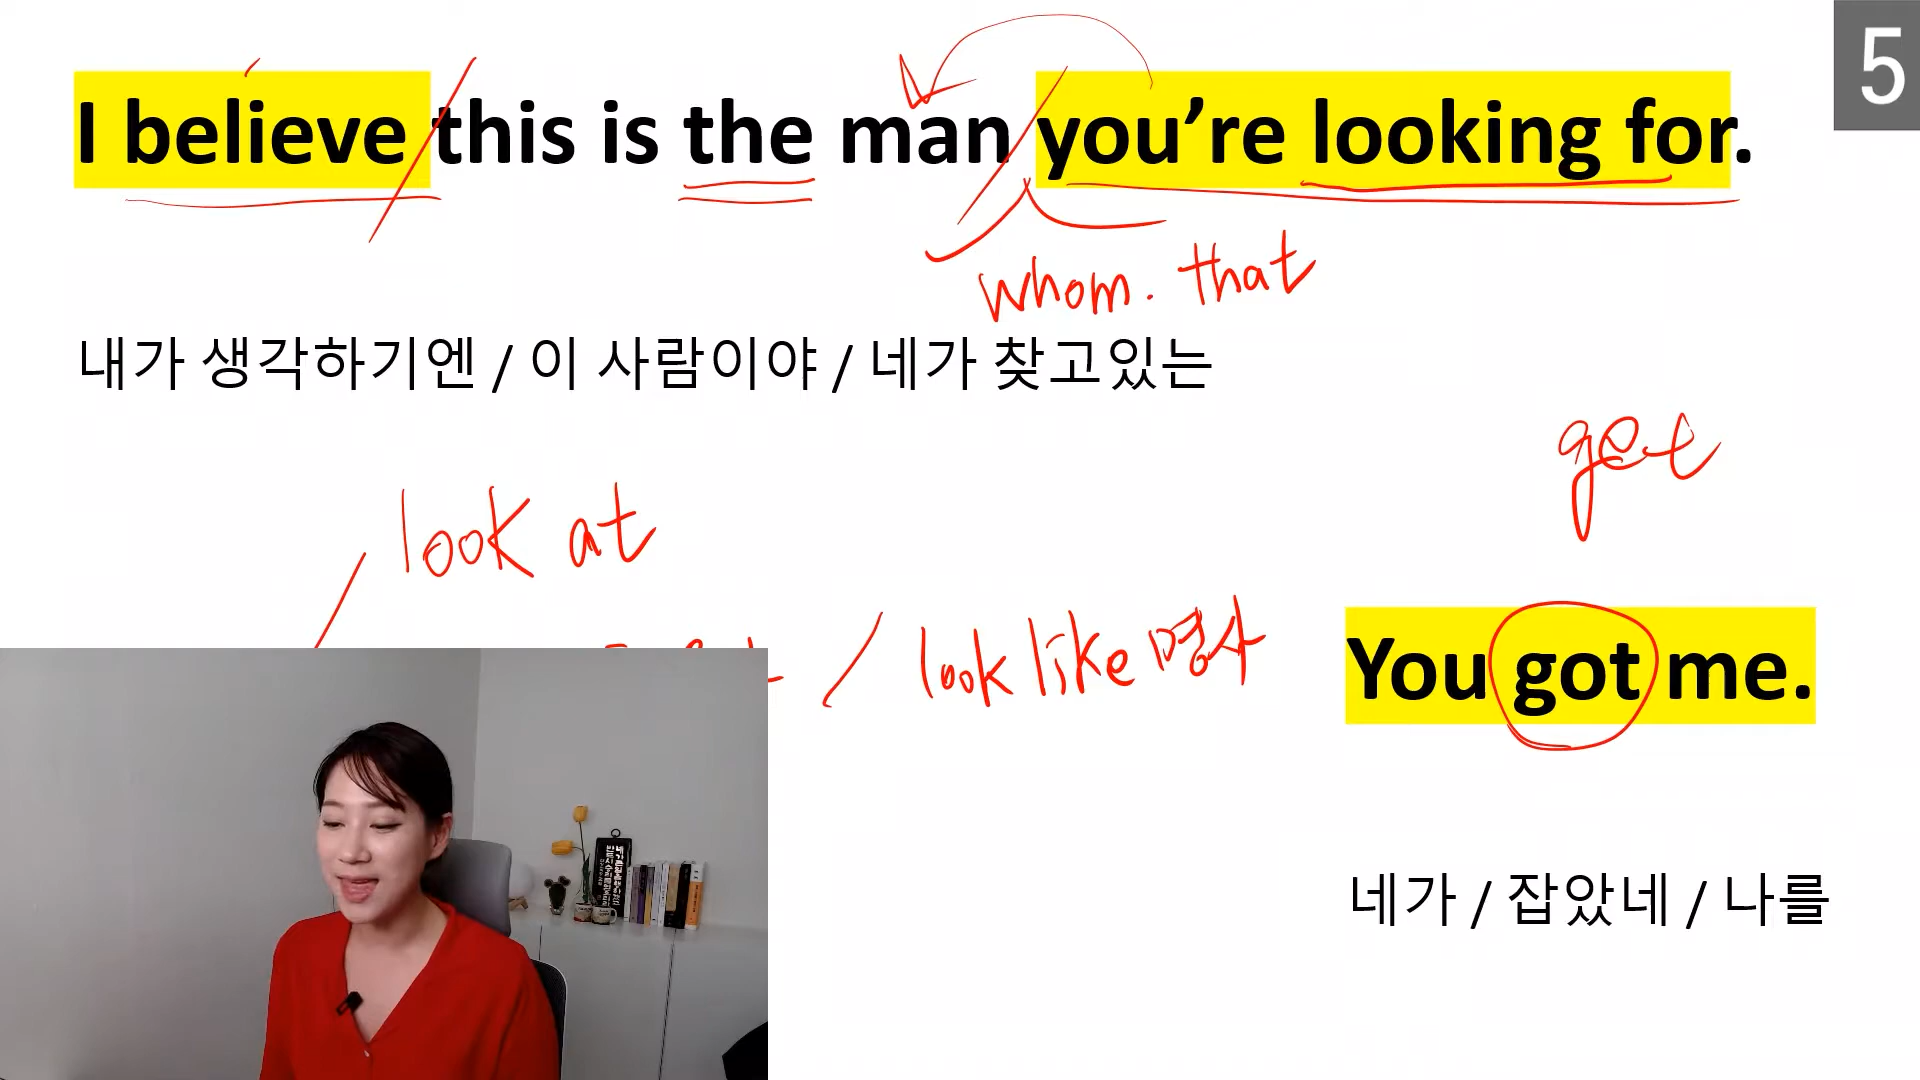 5
I believe this is the man you're looking for.
whom. that
내가 생각하기엔 / 이 사람이야 / 네가 찾고있는
get
look at
look like 명사
You got me.
네가 / 잡았네 / 나를